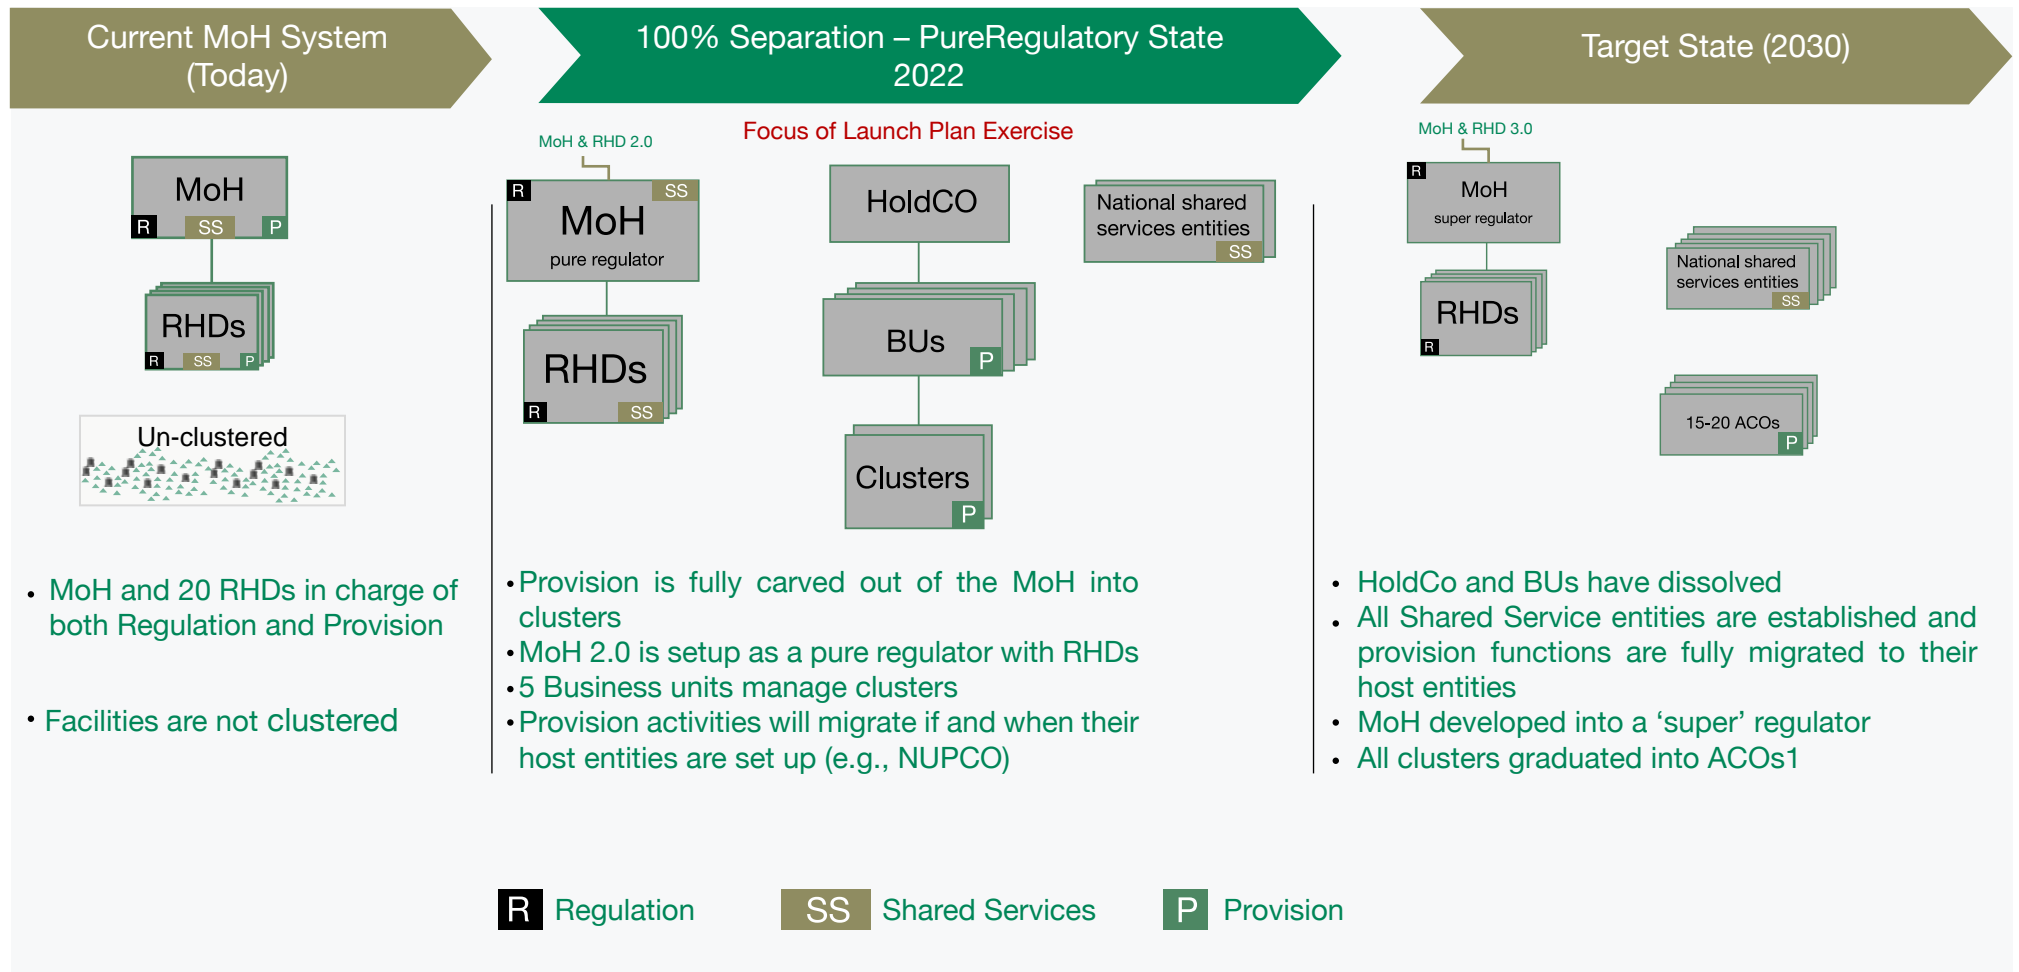 Current MoH System
(Today)
100% Separation – PureRegulatory State
2022
Target State (2030)
MoH
R
SS
P
RHDs
R
SS
P
Un-clustered
• MoH and 20 RHDs in charge of
both Regulation and Provision
• Facilities are not clustered
Focus of Launch Plan Exercise
MoH & RHD 2.0
R
SS
MoH
pure regulator
RHDs
R
SS
HoldCO
BUs
P
Clusters
P
National shared
services entities
SS
• Provision is fully carved out of the MoH into
clusters
• MoH 2.0 is setup as a pure regulator with RHDs
• 5 Business units manage clusters
• Provision activities will migrate if and when their
host entities are set up (e.g., NUPCO)
MoH & RHD 3.0
R
MoH
super regulator
RHDs
R
National shared
services entities
SS
15-20 ACOs
P
• HoldCo and BUs have dissolved
• All Shared Service entities are established and
provision functions are fully migrated to their
host entities
• MoH developed into a ‘super’ regulator
• All clusters graduated into ACOs1
R Regulation
SS Shared Services
P Provision